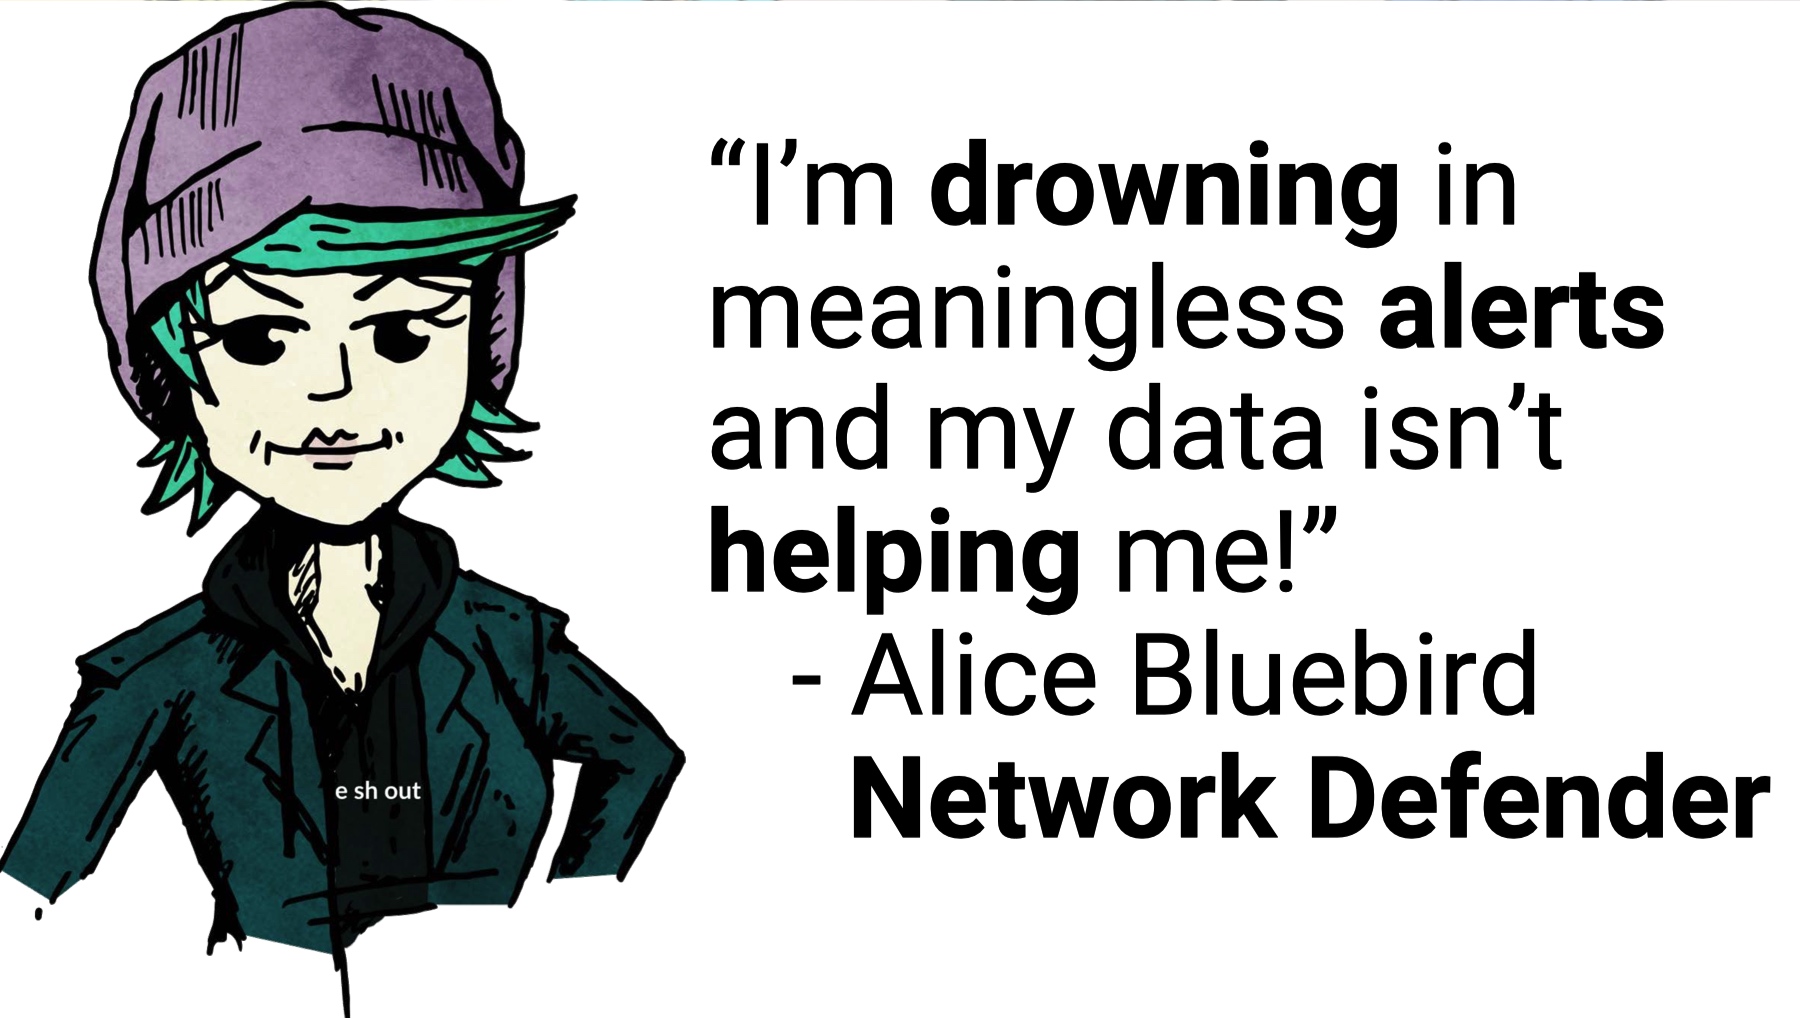 “I’m drowning in
meaningless alerts
and my data isn’t
helping me!”
- Alice Bluebird
Network Defender
e sh out